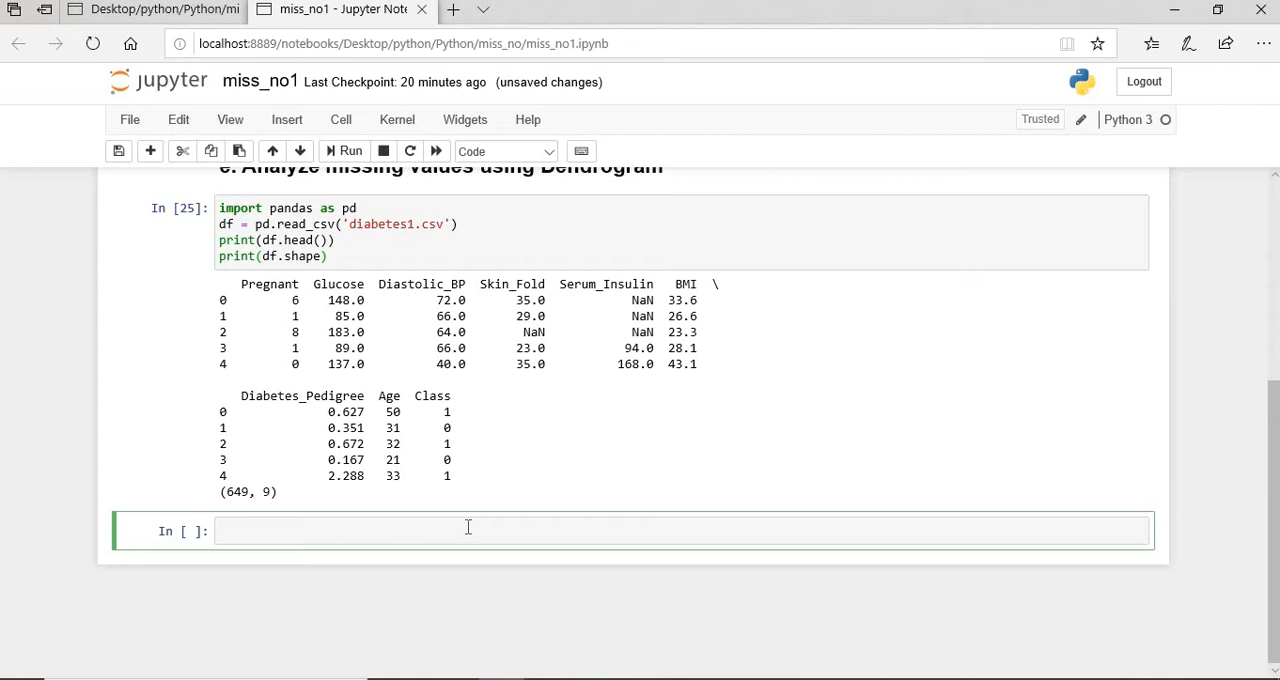 Desktop/python/Python/mi
miss_no1 - Jupyter Note
localhost:8889/notebooks/Desktop/python/Python/miss_no/miss_no1.ipynb
jupyter miss_no1 Last Checkpoint: 20 minutes ago (unsaved changes) Logout
File Edit View Insert Cell Kernel Widgets Help Trusted Python 3
Run Code
e. Analyze missing values using Dendrogram
In [25]: import pandas as pd
df = pd.read_csv('diabetes1.csv')
print(df.head())
print(df.shape)
Pregnant Glucose Diastolic_BP Skin_Fold Serum_Insulin BMI \
0 6 148.0 72.0 35.0 NaN 33.6
1 1 85.0 66.0 29.0 NaN 26.6
2 8 183.0 64.0 NaN NaN 23.3
3 1 89.0 66.0 23.0 94.0 28.1
4 0 137.0 40.0 35.0 168.0 43.1
Diabetes_Pedigree Age Class
0 0.627 50 1
1 0.351 31 0
2 0.672 32 1
3 0.167 21 0
4 2.288 33 1
(649, 9)
In [ ]: